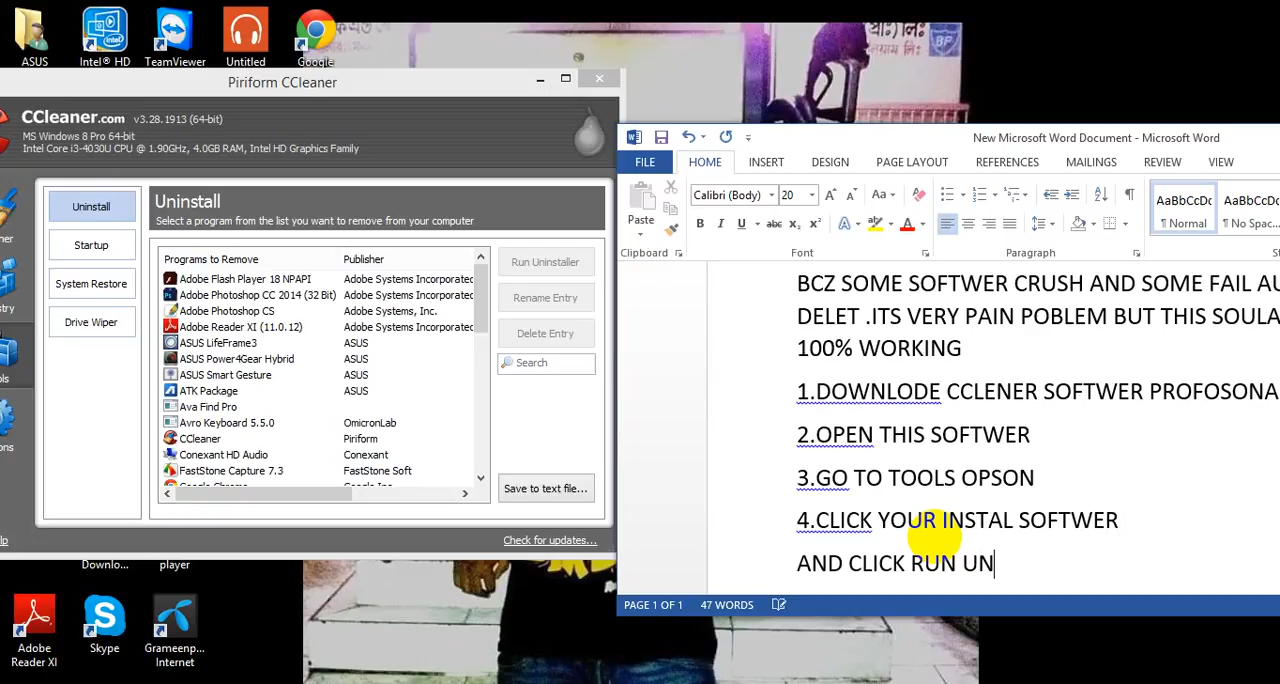 ASUS
Intel® HD
TeamViewer
Untitled
Google
লিঃ
BP
Piriform CCleaner
CCleaner.com v3.28.1913 (64-bit)
MS Windows 8 Pro 64-bit
Intel Core i3-4030U CPU @ 1.90GHz, 4.0GB RAM, Intel HD Graphics Family
Uninstall
Startup
System Restore
Drive Wiper
Uninstall
Select a program from the list you want to remove from your computer
Programs to Remove Publisher
Adobe Flash Player 18 NPAPI Adobe Systems Incorporated
Adobe Photoshop CC 2014 (32 Bit) Adobe Systems Incorporated
Adobe Photoshop CS Adobe Systems, Inc.
Adobe Reader XI (11.0.12) Adobe Systems Incorporated
ASUS LifeFrame3 ASUS
ASUS Power4Gear Hybrid ASUS
ASUS Smart Gesture ASUS
ATK Package ASUS
Ava Find Pro
Avro Keyboard 5.5.0 OmicronLab
CCleaner Piriform
Conexant HD Audio Conexant
FastStone Capture 7.3 FastStone Soft
Google Chrome Google Inc.
Run Uninstaller
Rename Entry
Delete Entry
Search
Save to text file...
Check for updates...
ner
stry
ols
ons
lp
New Microsoft Word Document - Microsoft Word
FILE HOME INSERT DESIGN PAGE LAYOUT REFERENCES MAILINGS REVIEW VIEW
Calibri (Body) 20
Paste
Clipboard
Font
Paragraph
AaBbCcDc AaBbCcDc
¶ Normal ¶ No Spac...
BCZ SOME SOFTWER CRUSH AND SOME FAIL AU
DELET .ITS VERY PAIN POBLEM BUT THIS SOULA
100% WORKING
1.DOWNLODE CCLENER SOFTWER PROFOSONA
2.OPEN THIS SOFTWER
3.GO TO TOOLS OPSON
4.CLICK YOUR INSTAL SOFTWER
AND CLICK RUN UN
PAGE 1 OF 1 47 WORDS
Downlo...
player
Adobe
Reader XI
Skype
Grameenp...
Internet